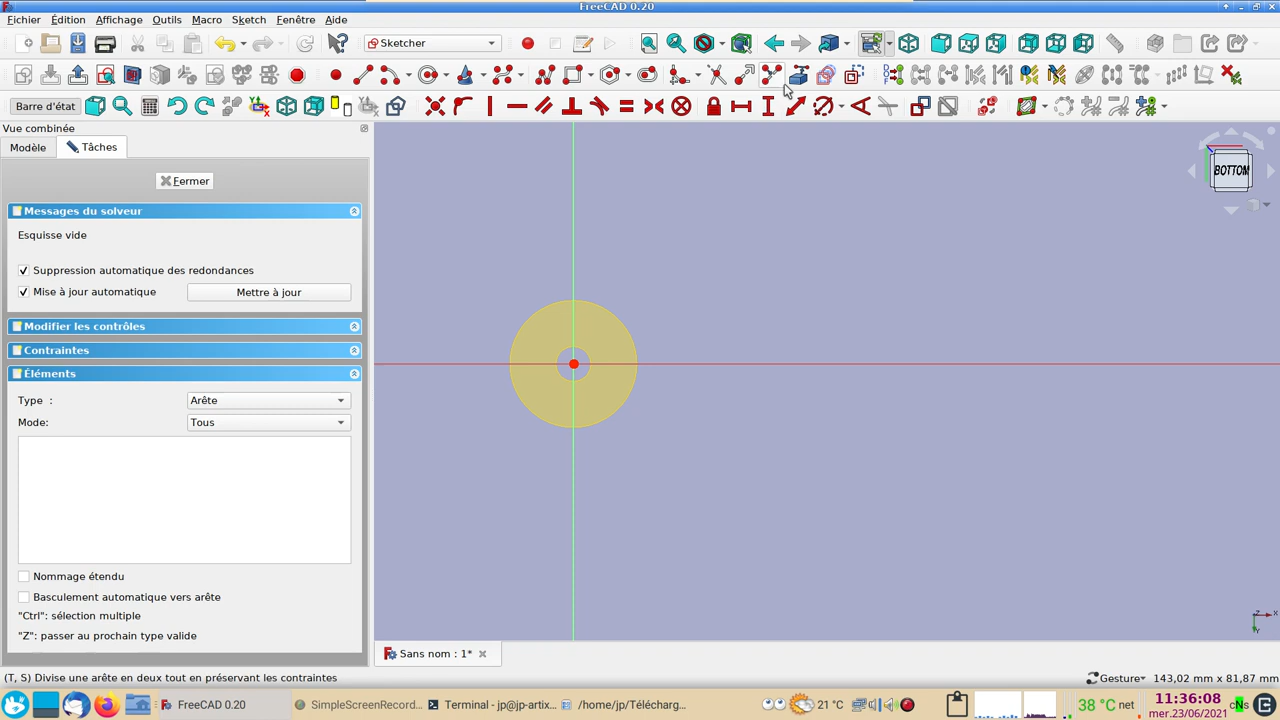 FreeCAD 0.20
Fichier Édition Affichage Outils Macro Sketch Fenêtre Aide
Sketcher
Barre d'état
Vue combinée
Modèle Tâches
Fermer
Messages du solveur
Esquisse vide
Suppression automatique des redondances
Mise à jour automatique Mettre à jour
Modifier les contrôles
Contraintes
Éléments
Type : Arête
Mode: Tous
Nommage étendu
Basculement automatique vers arête
"Ctrl": sélection multiple
"Z": passer au prochain type valide
BOTTOM
Z X
Y
Sans nom : 1*
(T, S) Divise une arête en deux tout en préservant les contraintes
Gesture 143,02 mm x 81,87 mm
FreeCAD 0.20 SimpleScreenRecord... Terminal - jp@jp-artix... /home/jp/Télécharg... 21 °C 38 °C net 11:36:08 cNs
mer.23/06/2021